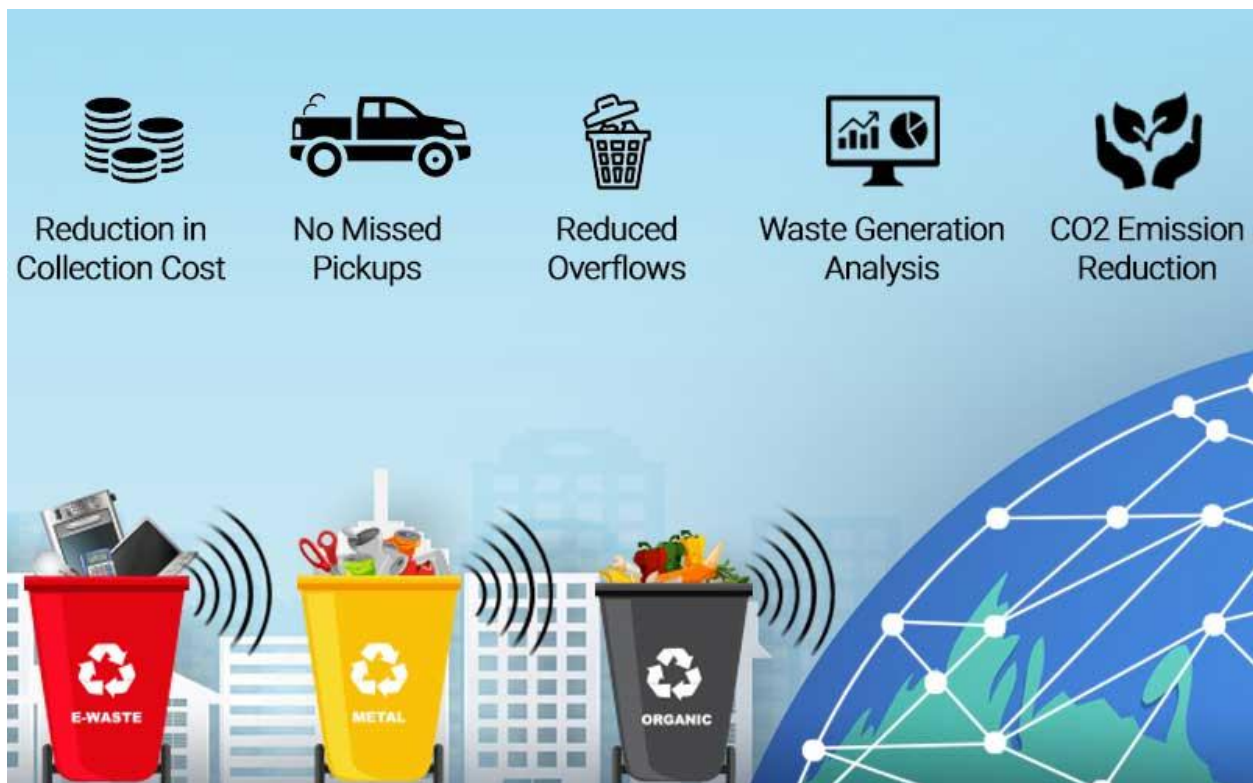 Reduction in
Collection Cost
No Missed
Pickups
Reduced
Overflows
Waste Generation
Analysis
CO2 Emission
Reduction
E-WASTE
METAL
ORGANIC